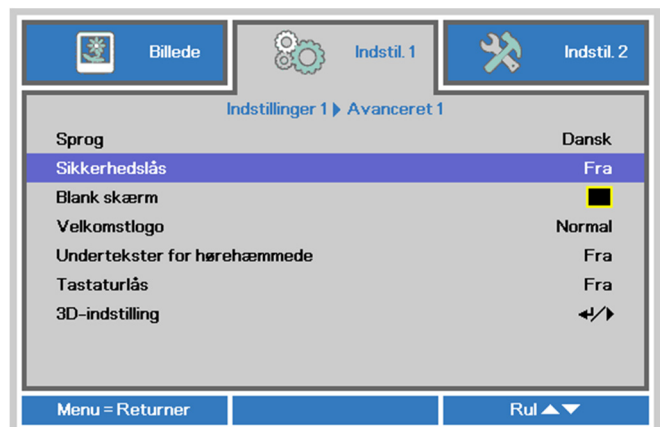 Billede
Indstil. 1
Indstil. 2
Indstillinger 1 Avanceret 1
Sprog Dansk
Sikkerhedslås Fra
Blank skærm
Velkomstlogo Normal
Undertekster for hørehæmmede Fra
Tastaturlås Fra
3D-indstilling /
Menu = Returner Rul